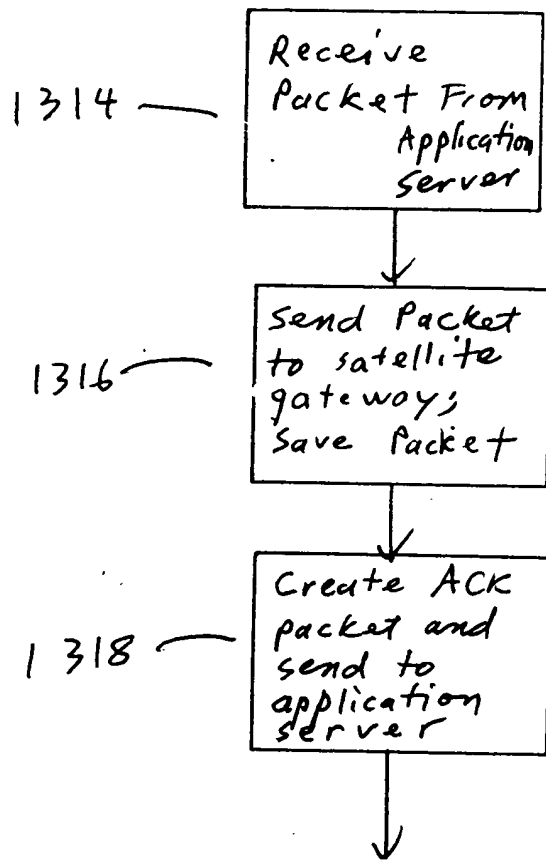 Receive
Packet From
Application
Server
1314
Send Packet
to satellite
gateway;
Save Packet
1316
Create ACK
packet and
send to
application
server
1318